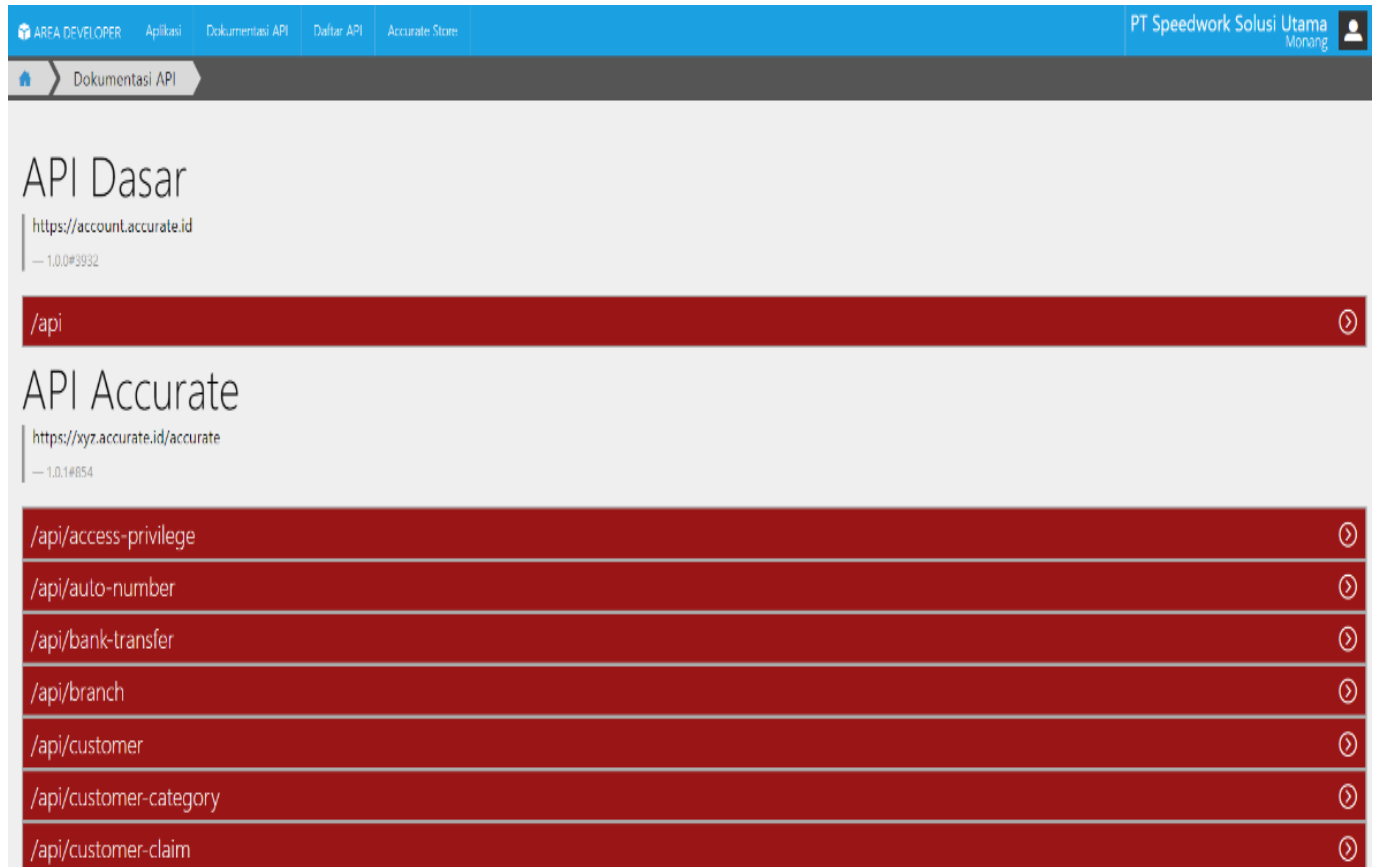 AREA DEVELOPER Aplikasi Dokumentasi API Daftar API Accurate Store
PT Speedwork Solusi Utama
Monang
Dokumentasi API
API Dasar
https://account.accurate.id
— 1.0.0#3932
/api
API Accurate
https://xyz.accurate.id/accurate
— 1.0.1#854
/api/access-privilege
/api/auto-number
/api/bank-transfer
/api/branch
/api/customer
/api/customer-category
/api/customer-claim